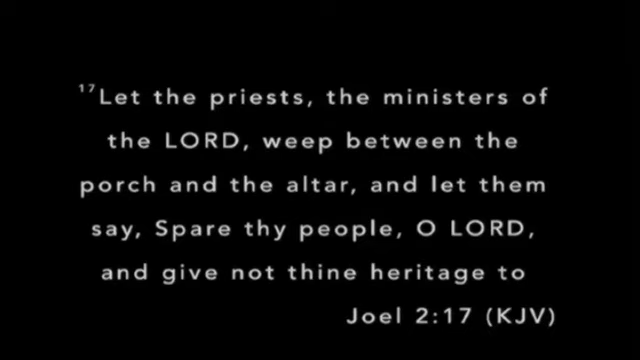 17Let the priests, the ministers of
the LORD, weep between the
porch and the altar, and let them
say, Spare thy people, O LORD,
and give not thine heritage to
Joel 2:17 (KJV)